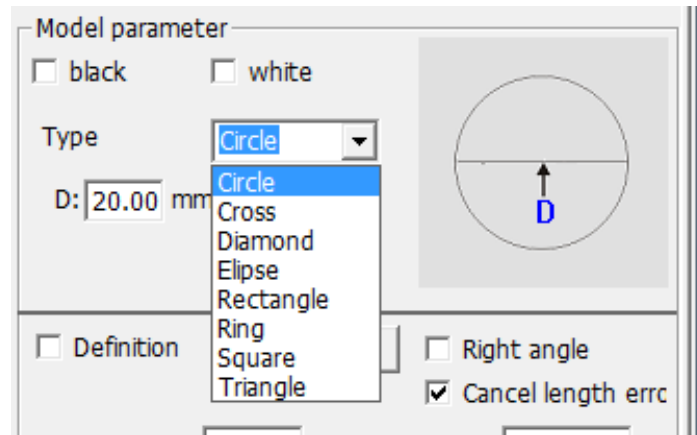 Model parameter
black white
Type Circle
D: 20.00 mm
Circle
Cross
Diamond
Elipse
Rectangle
Ring
Square
Triangle
D
Definition Right angle
Cancel length erro